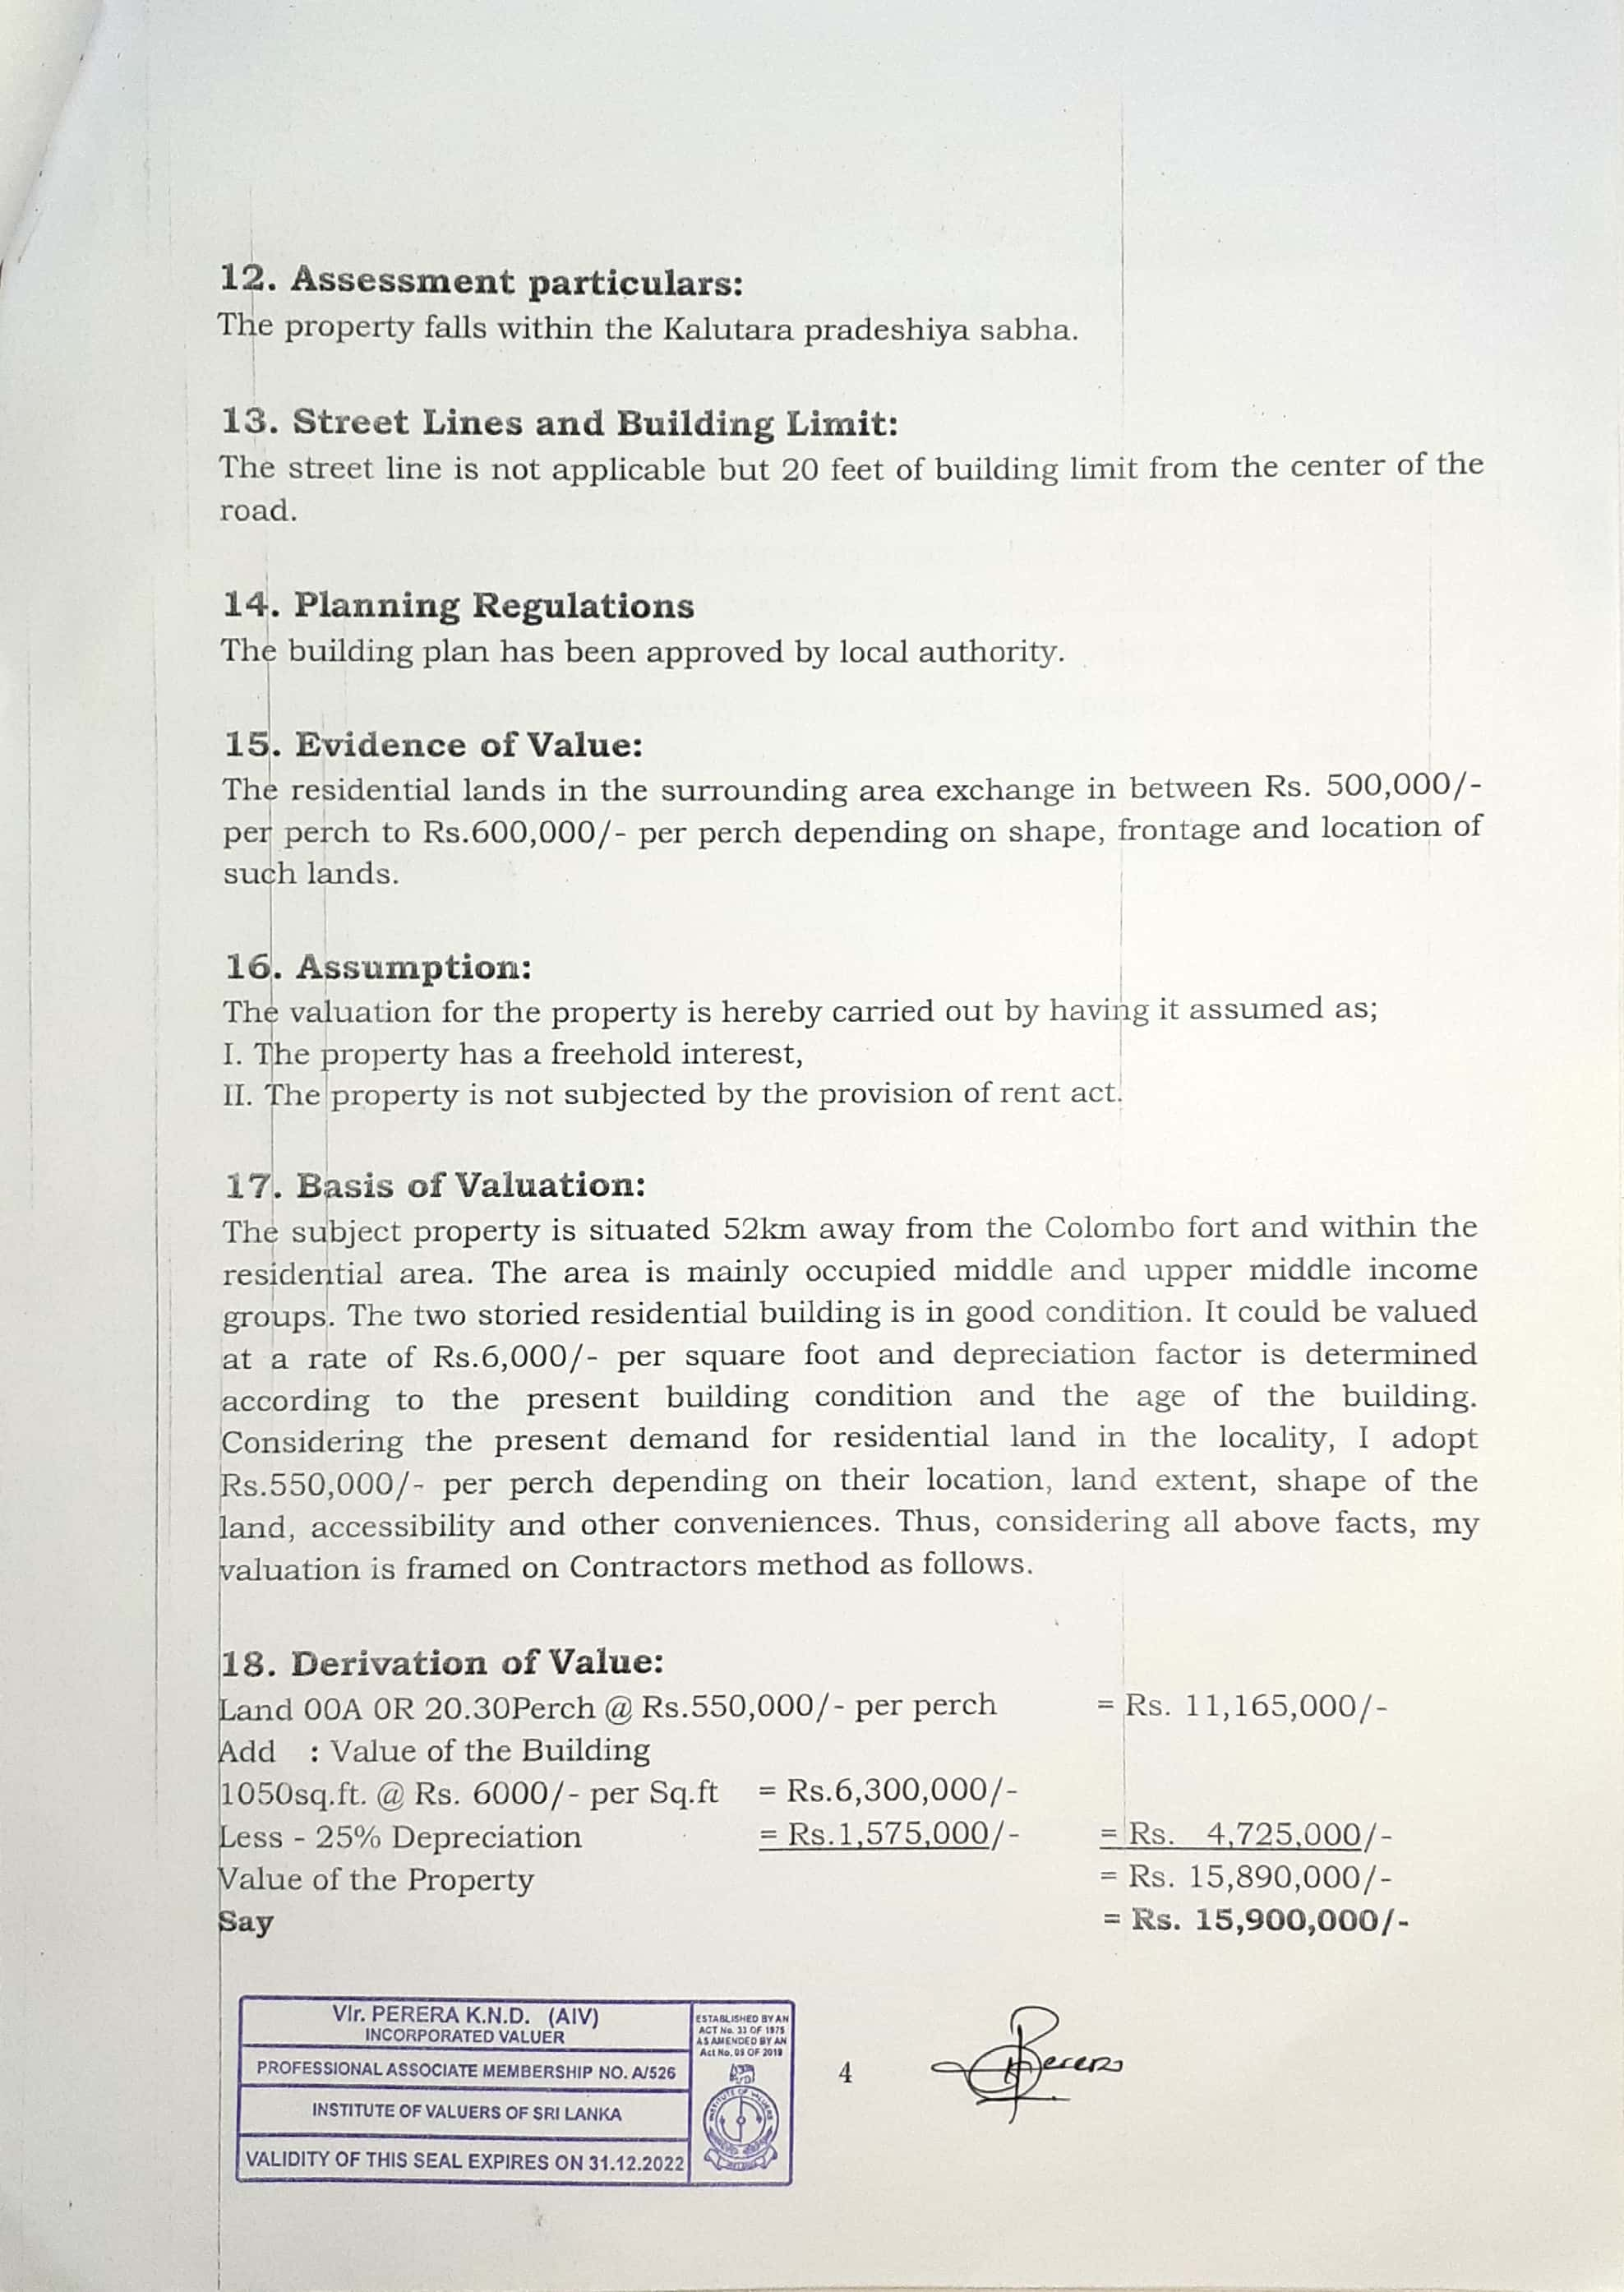 12. Assessment particulars:
The property falls within the Kalutara pradeshiya sabha.
13. Street Lines and Building Limit:
The street line is not applicable but 20 feet of building limit from the center of the
road.
14. Planning Regulations
The building plan has been approved by local authority.
15. Evidence of Value:
The residential lands in the surrounding area exchange in between Rs. 500,000/-
per perch to Rs.600,000/- per perch depending on shape, frontage and location of
such lands.
16. Assumption:
The valuation for the property is hereby carried out by having it assumed as;
I. The property has a freehold interest,
II. The property is not subjected by the provision of rent act.
17. Basis of Valuation:
The subject property is situated 52km away from the Colombo fort and within the
residential area. The area is mainly occupied middle and upper middle income
groups. The two storied residential building is in good condition. It could be valued
at a rate of Rs.6,000/- per square foot and depreciation factor is determined
according to the present building condition and the age of the building.
Considering the present demand for residential land in the locality, I adopt
Rs.550,000/- per perch depending on their location, land extent, shape of the
land, accessibility and other conveniences. Thus, considering all above facts, my
valuation is framed on Contractors method as follows.
18. Derivation of Value:
Land 00A 0R 20.30Perch @ Rs.550,000/- per perch = Rs. 11,165,000/-
Add : Value of the Building
1050sq.ft. @ Rs. 6000/- per Sq.ft = Rs.6,300,000/-
Less - 25% Depreciation = Rs.1,575,000/- = Rs. 4,725,000/-
Value of the Property = Rs. 15,890,000/-
Say = Rs. 15,900,000/-
Vlr. PERERA K.N.D. (AIV)
INCORPORATED VALUER
PROFESSIONAL ASSOCIATE MEMBERSHIP NO. A/526
INSTITUTE OF VALUERS OF SRI LANKA
VALIDITY OF THIS SEAL EXPIRES ON 31.12.2022
ESTABLISHED BY AN
ACT No. 33 OF 1975
AS AMENDED BY AN
Act No. 09 OF 2019
4
Perera